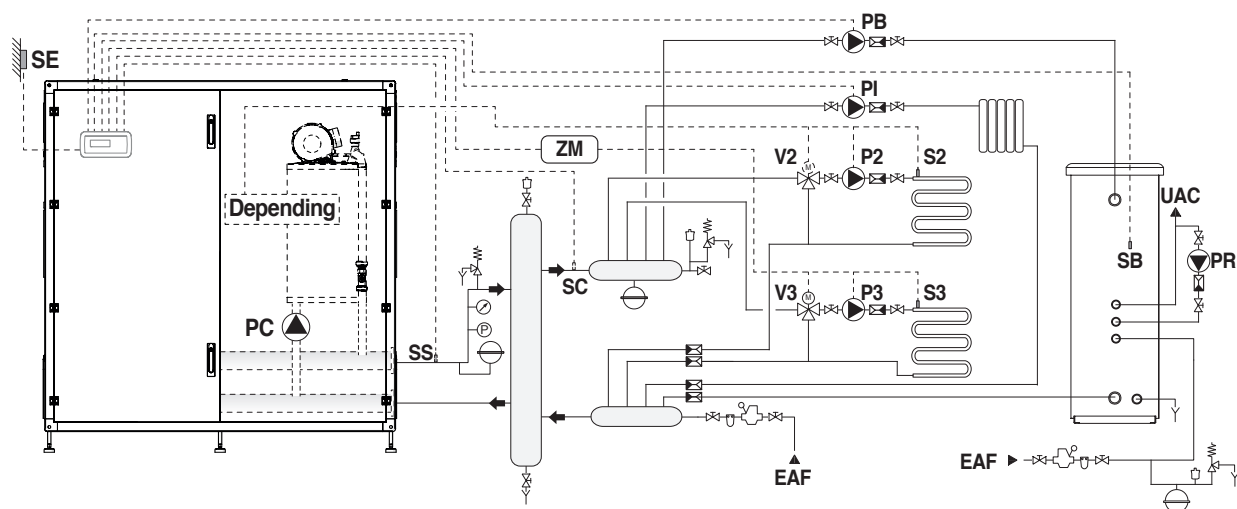 PB
SE
PI
ZM
V2
P2
S2
M
Depending
UAC
SB
PR
SC
V3
P3
S3
M
PC
SS
P
EAF
EAF